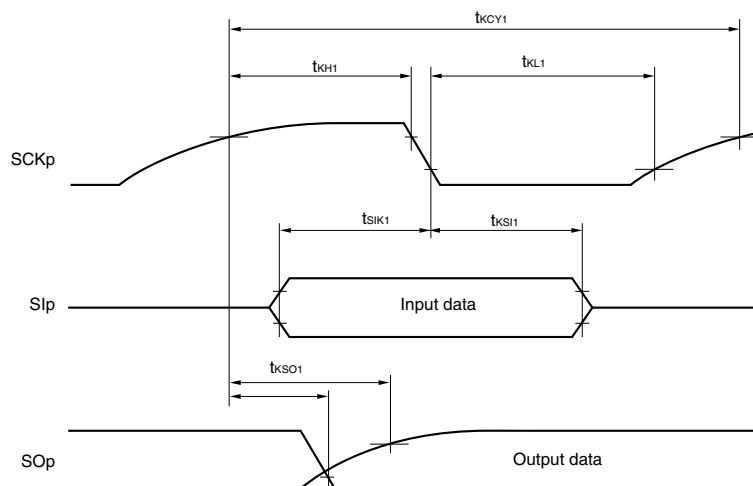 tKCY1
tKH1
tKL1
SCKp
tSIK1
tKSI1
SIp
Input data
tKSO1
SOp
Output data